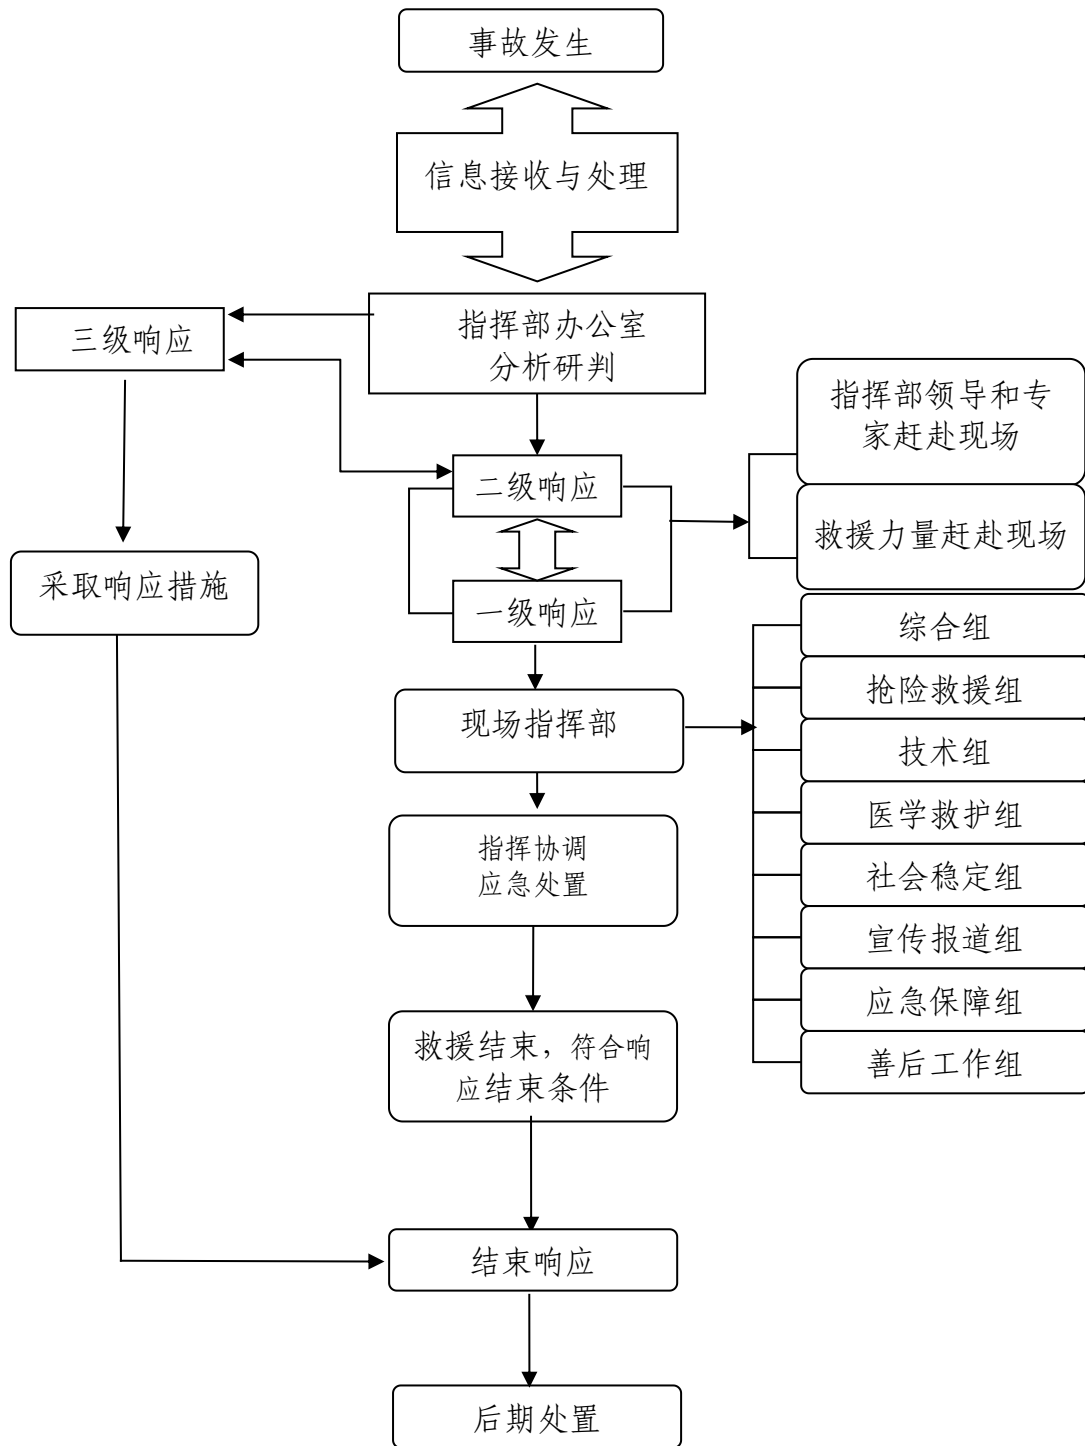 事故发生
信息接收与处理
指挥部办公室
分析研判
三级响应
指挥部领导和专
家赶赴现场
二级响应
救援力量赶赴现场
采取响应措施
一级响应
综合组
抢险救援组
现场指挥部
技术组
医学救护组
指挥协调
应急处置
社会稳定组
宣传报道组
应急保障组
救援结束，符合响
应结束条件
善后工作组
结束响应
后期处置